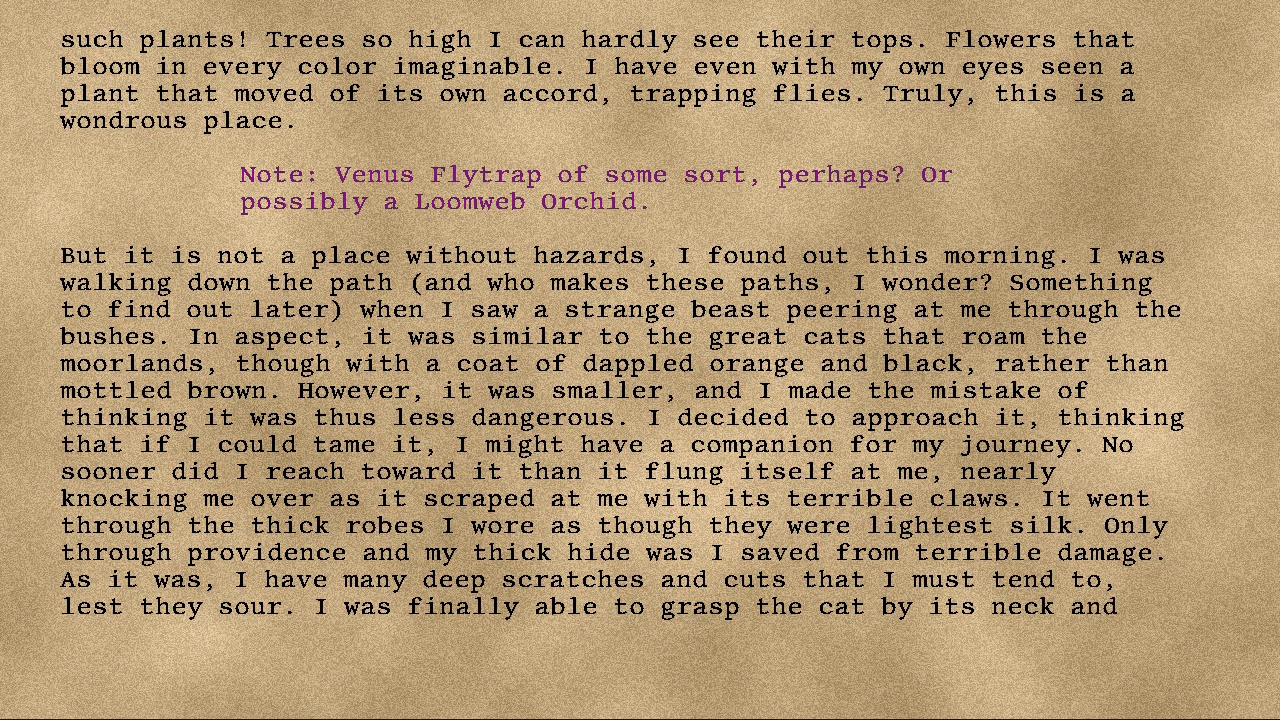 such plants! Trees so high I can hardly see their tops. Flowers that
bloom in every color imaginable. I have even with my own eyes seen a
plant that moved of its own accord, trapping flies. Truly, this is a
wondrous place.
Note: Venus Flytrap of some sort, perhaps? Or
possibly a Loomweb Orchid.
But it is not a place without hazards, I found out this morning. I was
walking down the path (and who makes these paths, I wonder? Something
to find out later) when I saw a strange beast peering at me through the
bushes. In aspect, it was similar to the great cats that roam the
moorlands, though with a coat of dappled orange and black, rather than
mottled brown. However, it was smaller, and I made the mistake of
thinking it was thus less dangerous. I decided to approach it, thinking
that if I could tame it, I might have a companion for my journey. No
sooner did I reach toward it than it flung itself at me, nearly
knocking me over as it scraped at me with its terrible claws. It went
through the thick robes I wore as though they were lightest silk. Only
through providence and my thick hide was I saved from terrible damage.
As it was, I have many deep scratches and cuts that I must tend to,
lest they sour. I was finally able to grasp the cat by its neck and